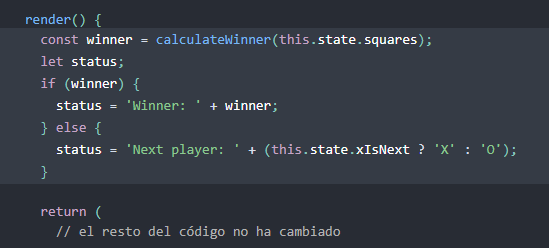 render() {
const winner = calculateWinner(this.state.squares);
let status;
if (winner) {
status = 'Winner: ' + winner;
} else {
status = 'Next player: ' + (this.state.xIsNext ? 'X' : 'O');
}
return (
// el resto del código no ha cambiado